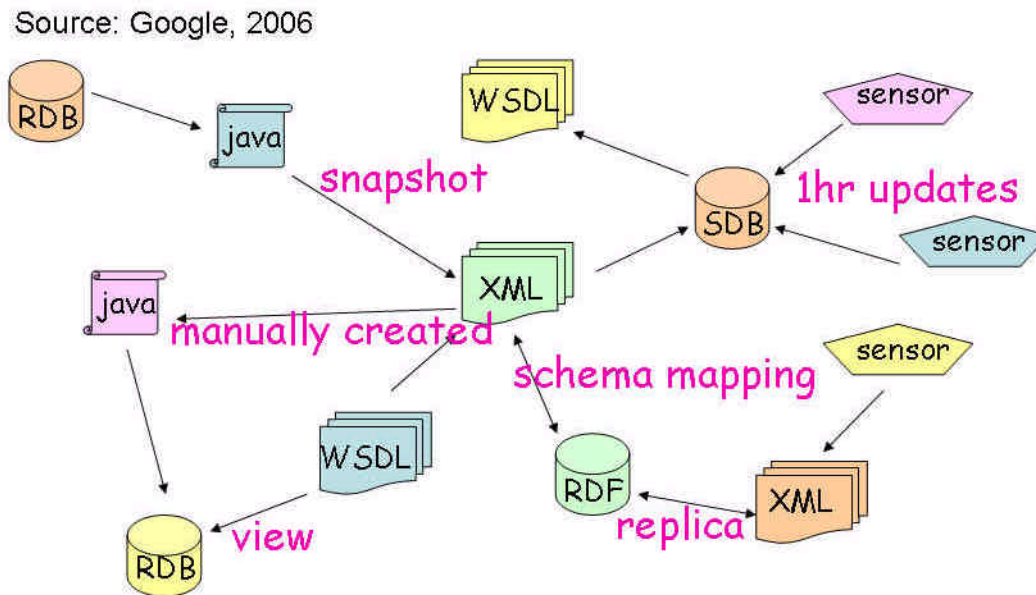 Source: Google, 2006
RDB
java
snapshot
WSDL
sensor
1hr updates
SDB
sensor
XML
java
manually created
schema mapping
sensor
WSDL
RDF
XML
view
replica
RDB